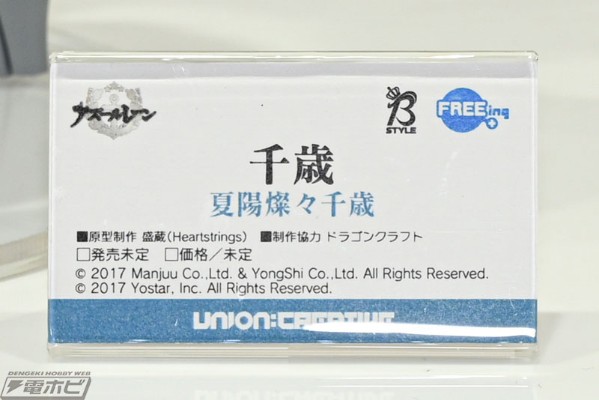 アズールレーン
B STYLE FREEing
千歳
夏陽燦々千歳
■原型制作 盛蔵(Heartstrings) ■制作協力 ドラゴンクラフト
□発売未定 □価格/未定
© 2017 Manjuu Co.,Ltd. & YongShi Co.,Ltd. All Rights Reserved.
© 2017 Yostar, Inc. All Rights Reserved.
UNION:CREATIVE
DENGEKI HOBBY WEB
電ホビ